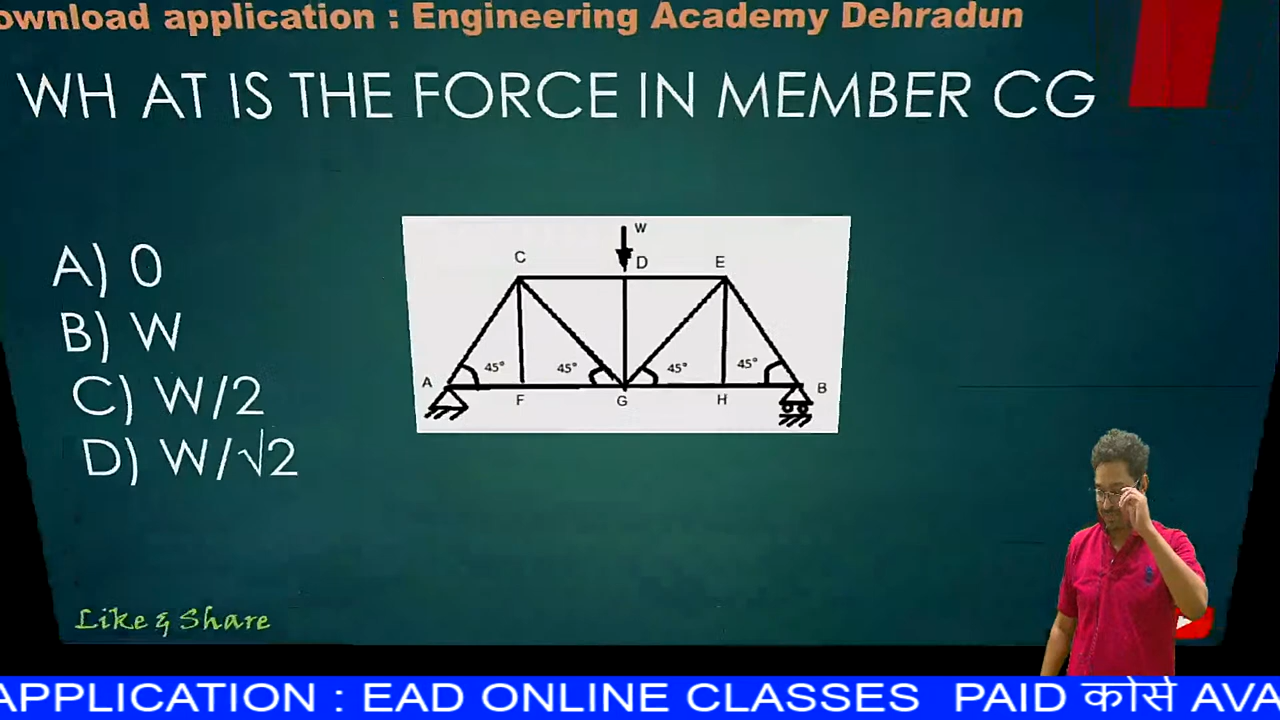 ownload application : Engineering Academy Dehradun
WH AT IS THE FORCE IN MEMBER CG
A) 0
B) W
C) W/2
D) W/√2
W
C D E
45° 45° 45° 45°
A B
F G H
Like & Share
APPLICATION : EAD ONLINE CLASSES PAID कोर्स AVA